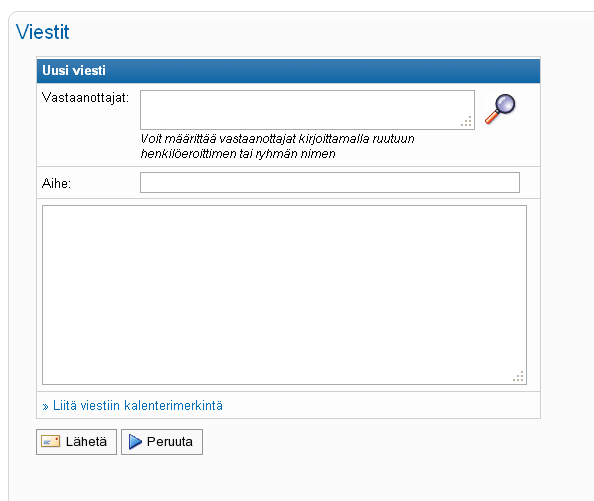 Viestit
Uusi viesti
Vastaanottajat:
Voit määrittää vastaanottajat kirjoittamalla ruutuun
henkilöeroittimen tai ryhmän nimen
Aihe:
» Liitä viestiin kalenterimerkintä
Lähetä Peruuta